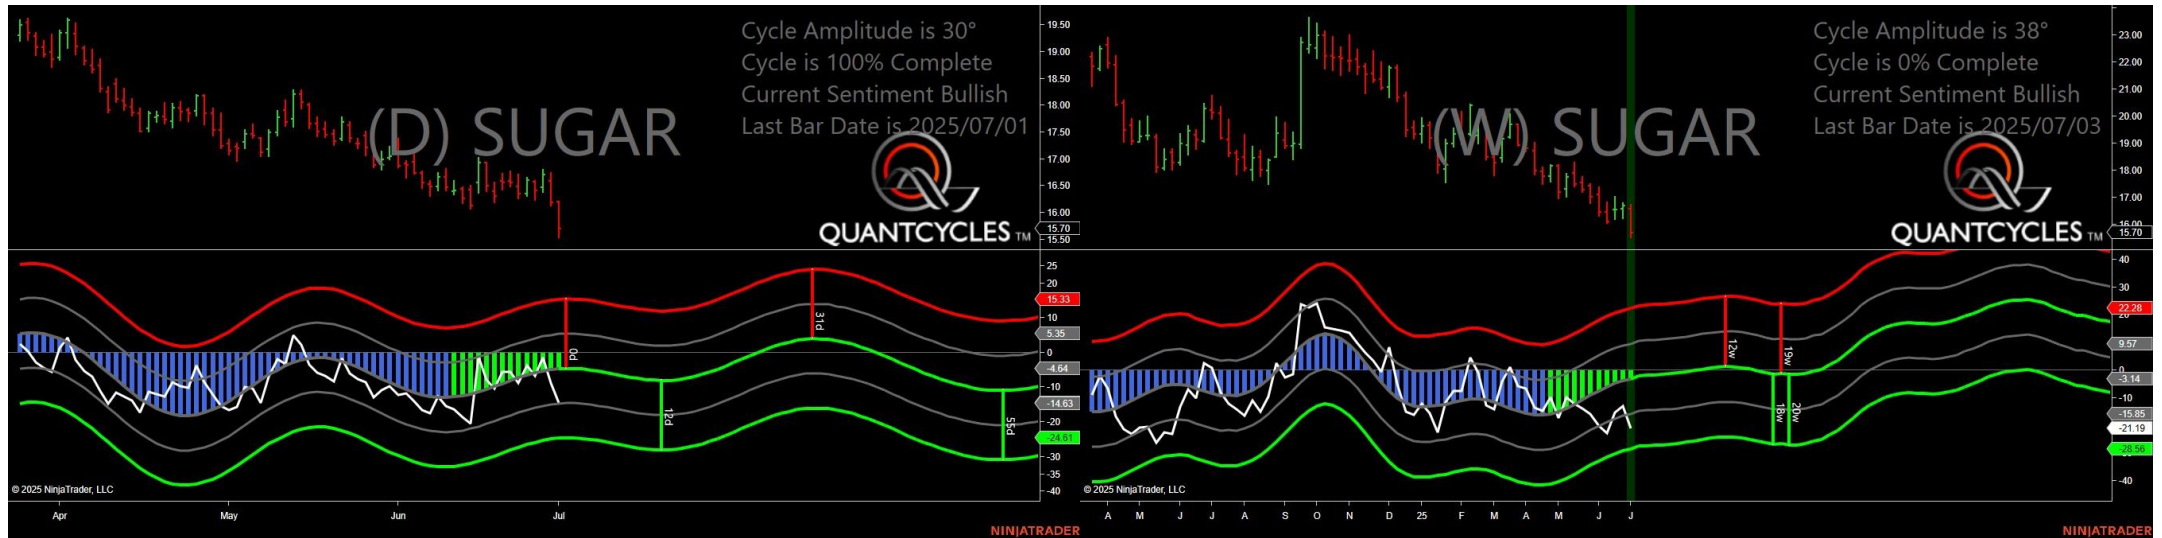 Cycle Amplitude is 30°
Cycle is 100% Complete
Current Sentiment Bullish
Last Bar Date is 2025/07/01
(D) SUGAR
QUANTCYCLES TM
19.50
19.00
18.50
18.00
17.50
17.00
16.50
16.00
15.70
15.50
25
20
15.33
10
5.35
0
-4.64
-10
-14.63
-20
-24.61
-30
-35
-40
0d
12d
31d
55d
© 2025 NinjaTrader, LLC
Apr
May
Jun
Jul
NINJATRADER
Cycle Amplitude is 38°
Cycle is 0% Complete
Current Sentiment Bullish
Last Bar Date is 2025/07/03
(W) SUGAR
QUANTCYCLES TM
23.00
22.00
21.00
20.00
19.00
18.00
17.00
16.00
15.70
40
30
22.28
20
9.57
0
-3.14
-10
-15.85
-21.19
-28.56
-40
12w
19w
18w
20w
© 2025 NinjaTrader, LLC
A M J J A S O N D 25 F M A M J J
NINJATRADER